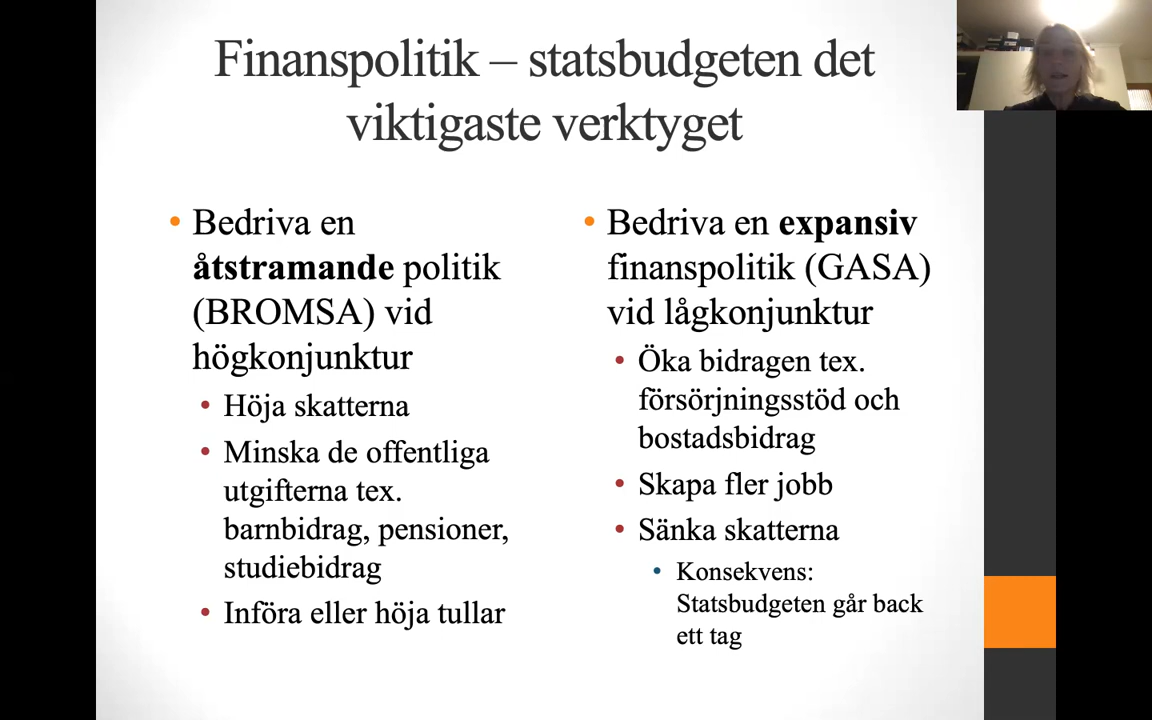 Finanspolitik – statsbudgeten det
viktigaste verktyget
• Bedriva en
åtstramande politik
(BROMSA) vid
högkonjunktur
• Höja skatterna
• Minska de offentliga
utgifterna tex.
barnbidrag, pensioner,
studiebidrag
• Införa eller höja tullar
• Bedriva en expansiv
finanspolitik (GASA)
vid lågkonjunktur
• Öka bidragen tex.
försörjningsstöd och
bostadsbidrag
• Skapa fler jobb
• Sänka skatterna
• Konsekvens:
Statsbudgeten går back
ett tag